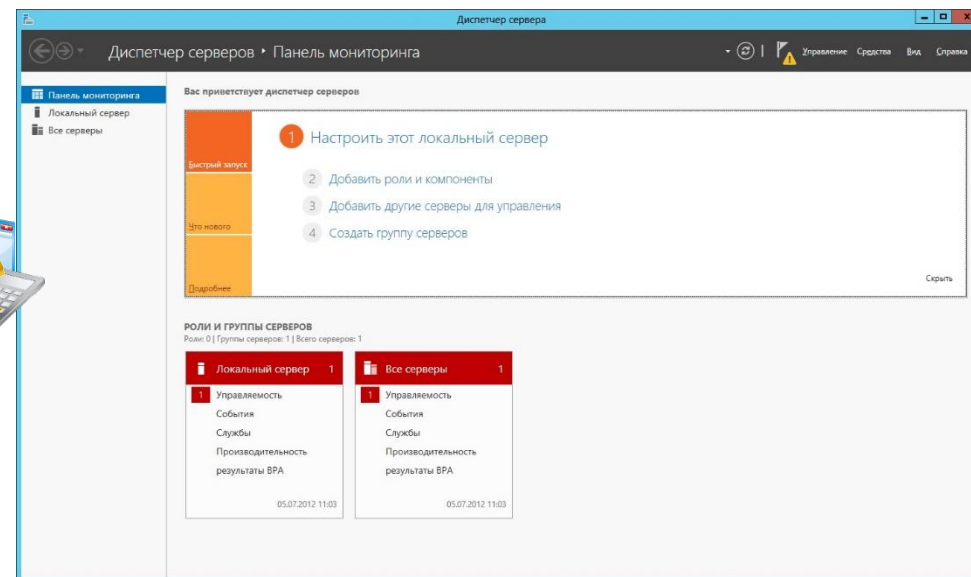 Диспетчер сервера
Диспетчер серверов • Панель мониторинга
Управление Средства Вид Справка
Панель мониторинга
Локальный сервер
Все серверы
Вас приветствует диспетчер серверов
Быстрый запуск
Что нового
Подробнее
1 Настроить этот локальный сервер
2 Добавить роли и компоненты
3 Добавить другие серверы для управления
4 Создать группу серверов
Скрыть
РОЛИ И ГРУППЫ СЕРВЕРОВ
Роли: 0 | Группы серверов: 1 | Всего серверов: 1
Локальный сервер 1
1 Управляемость
События
Службы
Производительность
результаты BPA
05.07.2012 11:03
Все серверы 1
1 Управляемость
События
Службы
Производительность
результаты BPA
05.07.2012 11:03